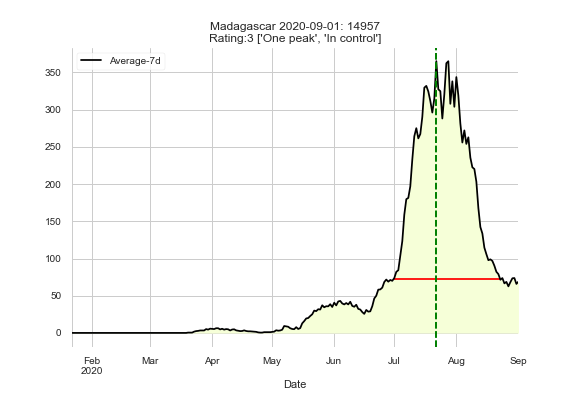 Madagascar 2020-09-01: 14957
Rating:3 ['One peak', 'In control']
Average-7d
350
300
250
200
150
100
50
0
Feb Mar Apr May Jun Jul Aug Sep
2020
Date